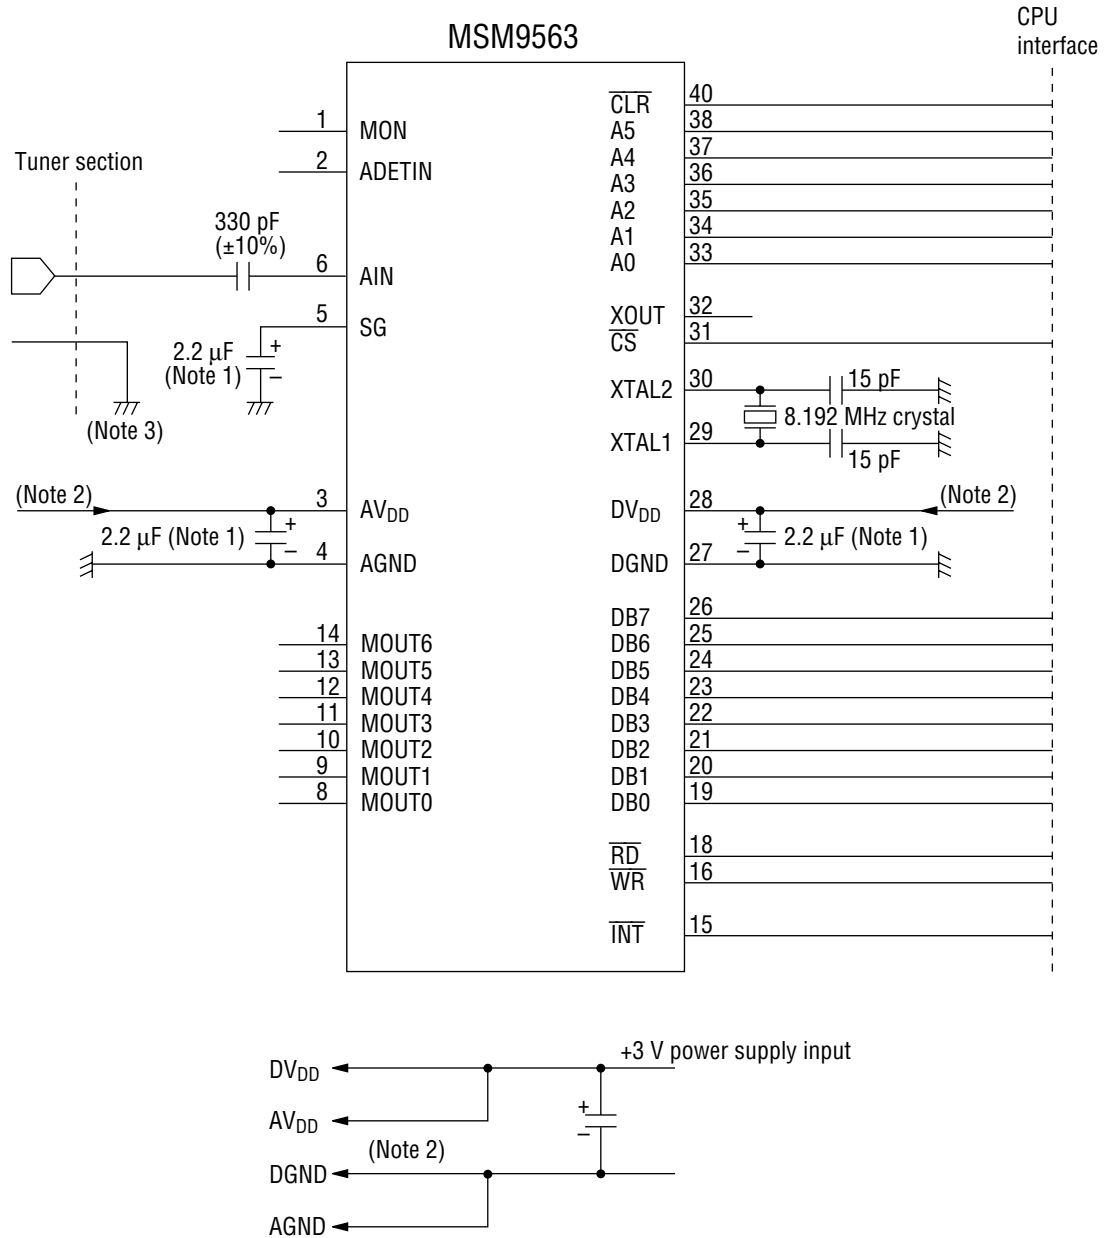 MSM9563
CPU
interface
Tuner section
1 MON
2 ADETIN
330 pF
(±10%)
6 AIN
5 SG
2.2 μF
(Note 1)
+
–
(Note 3)
(Note 2)
3 AVDD
2.2 μF (Note 1)
+
–
4 AGND
14 MOUT6
13 MOUT5
12 MOUT4
11 MOUT3
10 MOUT2
9 MOUT1
8 MOUT0
C̅L̅R̅ 40
A5 38
A4 37
A3 36
A2 35
A1 34
A0 33
XOUT 32
C̅S̅ 31
XTAL2 30
15 pF
8.192 MHz crystal
XTAL1 29
15 pF
DVDD 28
(Note 2)
+
–
2.2 μF (Note 1)
DGND 27
DB7 26
DB6 25
DB5 24
DB4 23
DB3 22
DB2 21
DB1 20
DB0 19
R̅D̅ 18
W̅R̅ 16
I̅N̅T̅ 15
+3 V power supply input
DVDD
+
–
AVDD
(Note 2)
DGND
AGND